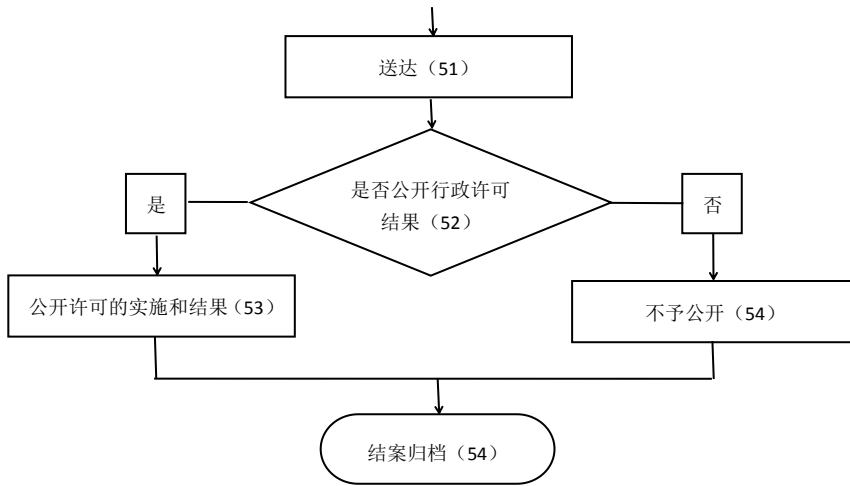 送达（51）
是否公开行政许可
结果（52）
是
否
公开许可的实施和结果（53）
不予公开（54）
结案归档（54）